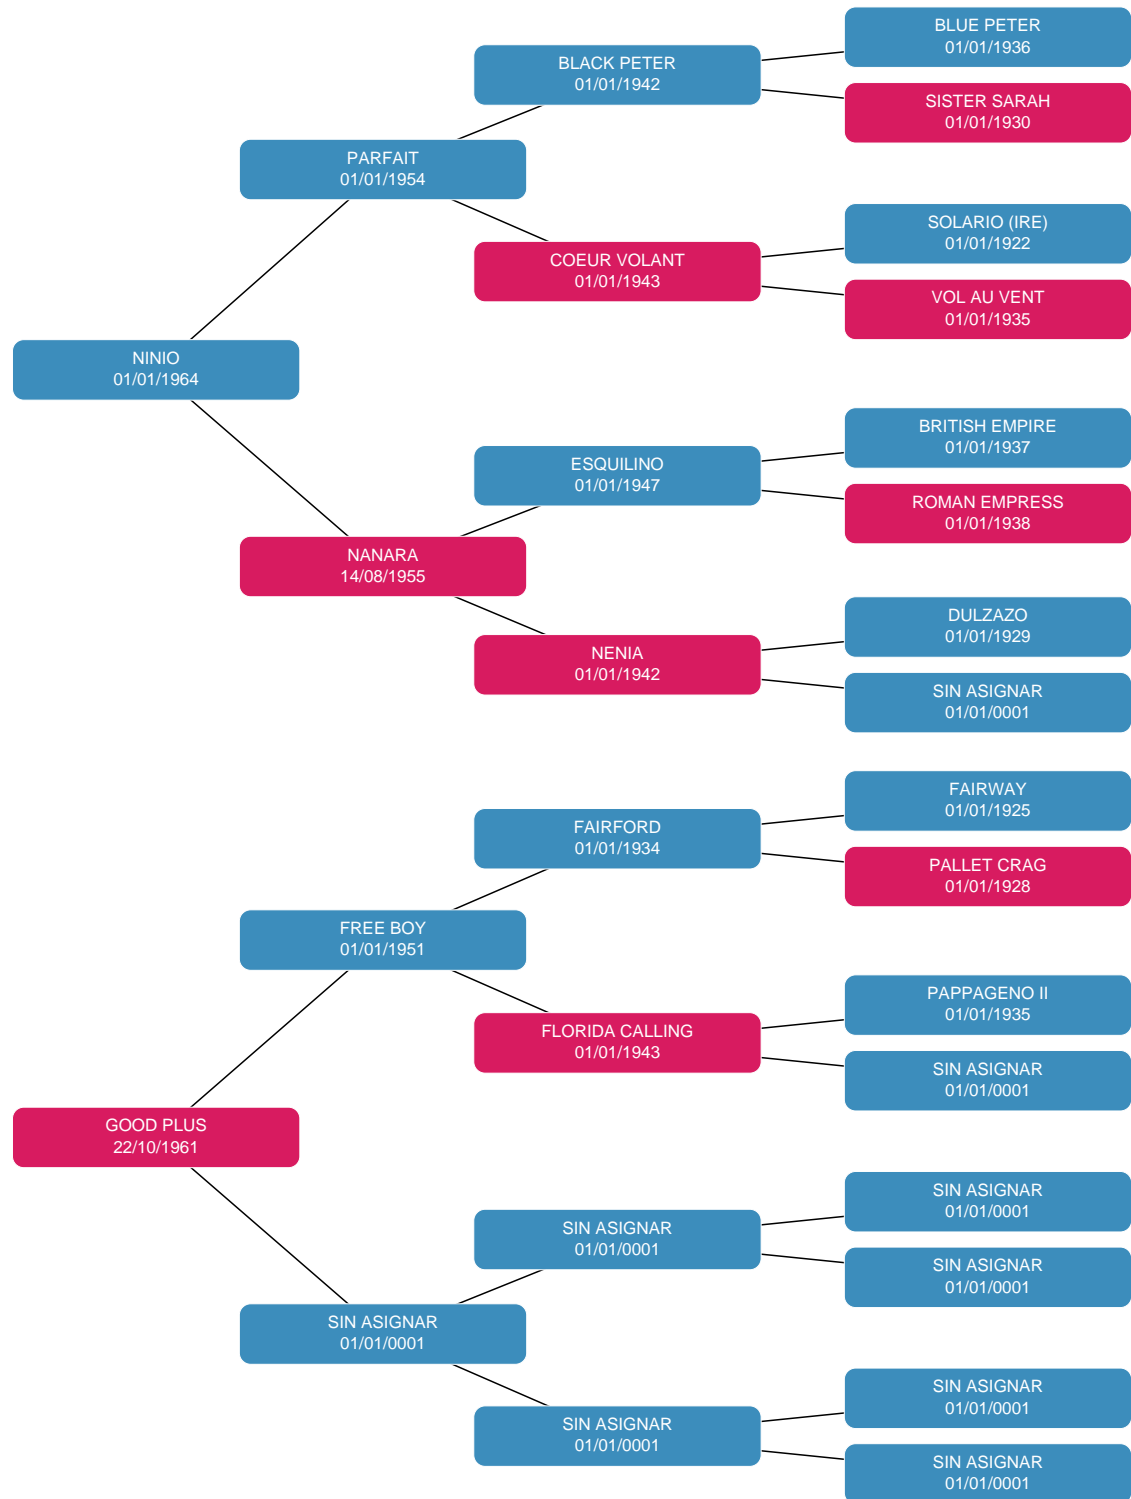 BLUE PETER
01/01/1936
BLACK PETER
01/01/1942
SISTER SARAH
01/01/1930
PARFAIT
01/01/1954
SOLARIO (IRE)
01/01/1922
COEUR VOLANT
01/01/1943
VOL AU VENT
01/01/1935
NINIO
01/01/1964
BRITISH EMPIRE
01/01/1937
ESQUILINO
01/01/1947
ROMAN EMPRESS
01/01/1938
NANARA
14/08/1955
DULZAZO
01/01/1929
NENIA
01/01/1942
SIN ASIGNAR
01/01/0001
FAIRWAY
01/01/1925
FAIRFORD
01/01/1934
PALLET CRAG
01/01/1928
FREE BOY
01/01/1951
PAPPAGENO II
01/01/1935
FLORIDA CALLING
01/01/1943
SIN ASIGNAR
01/01/0001
GOOD PLUS
22/10/1961
SIN ASIGNAR
01/01/0001
SIN ASIGNAR
01/01/0001
SIN ASIGNAR
01/01/0001
SIN ASIGNAR
01/01/0001
SIN ASIGNAR
01/01/0001
SIN ASIGNAR
01/01/0001
SIN ASIGNAR
01/01/0001